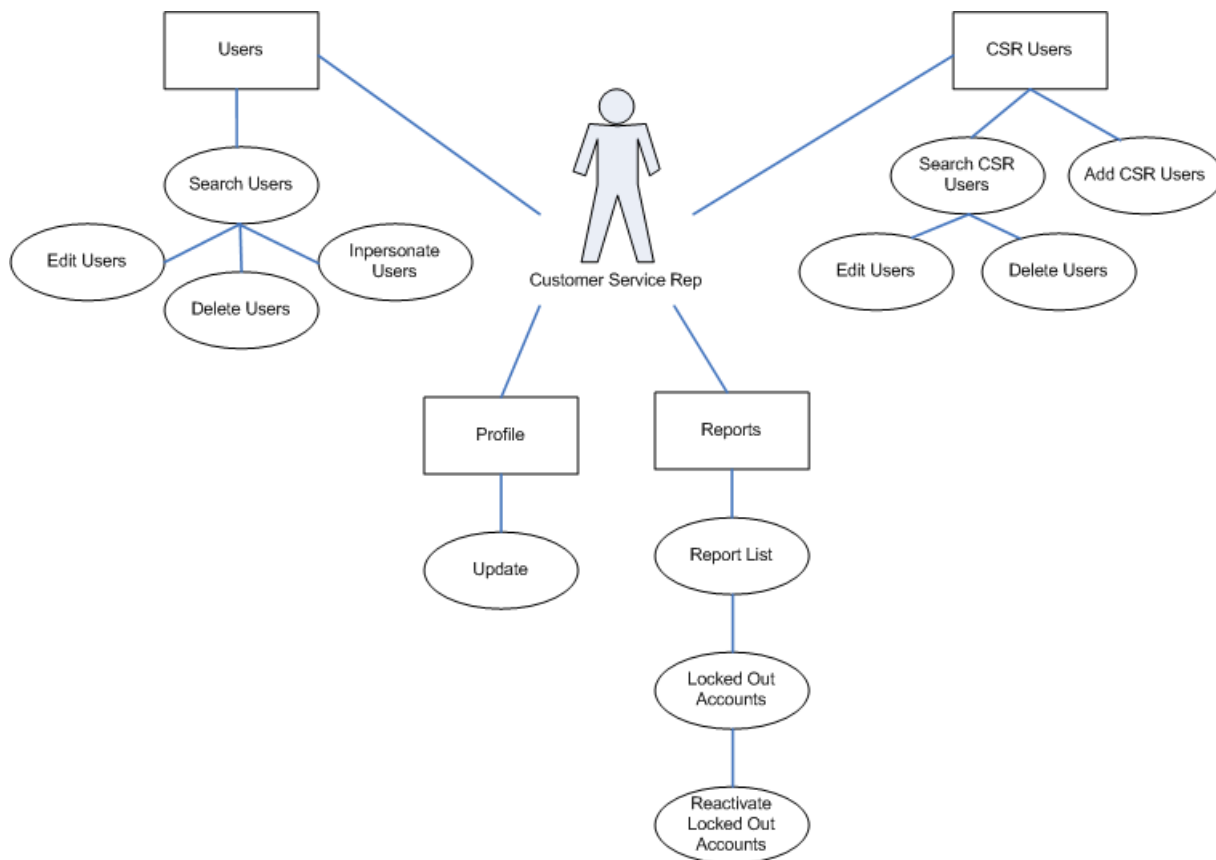 Users
CSR Users
Search Users
Search CSR
Users
Add CSR Users
Edit Users
Inpersonate
Users
Delete Users
Edit Users
Delete Users
Customer Service Rep
Profile
Reports
Update
Report List
Locked Out
Accounts
Reactivate
Locked Out
Accounts